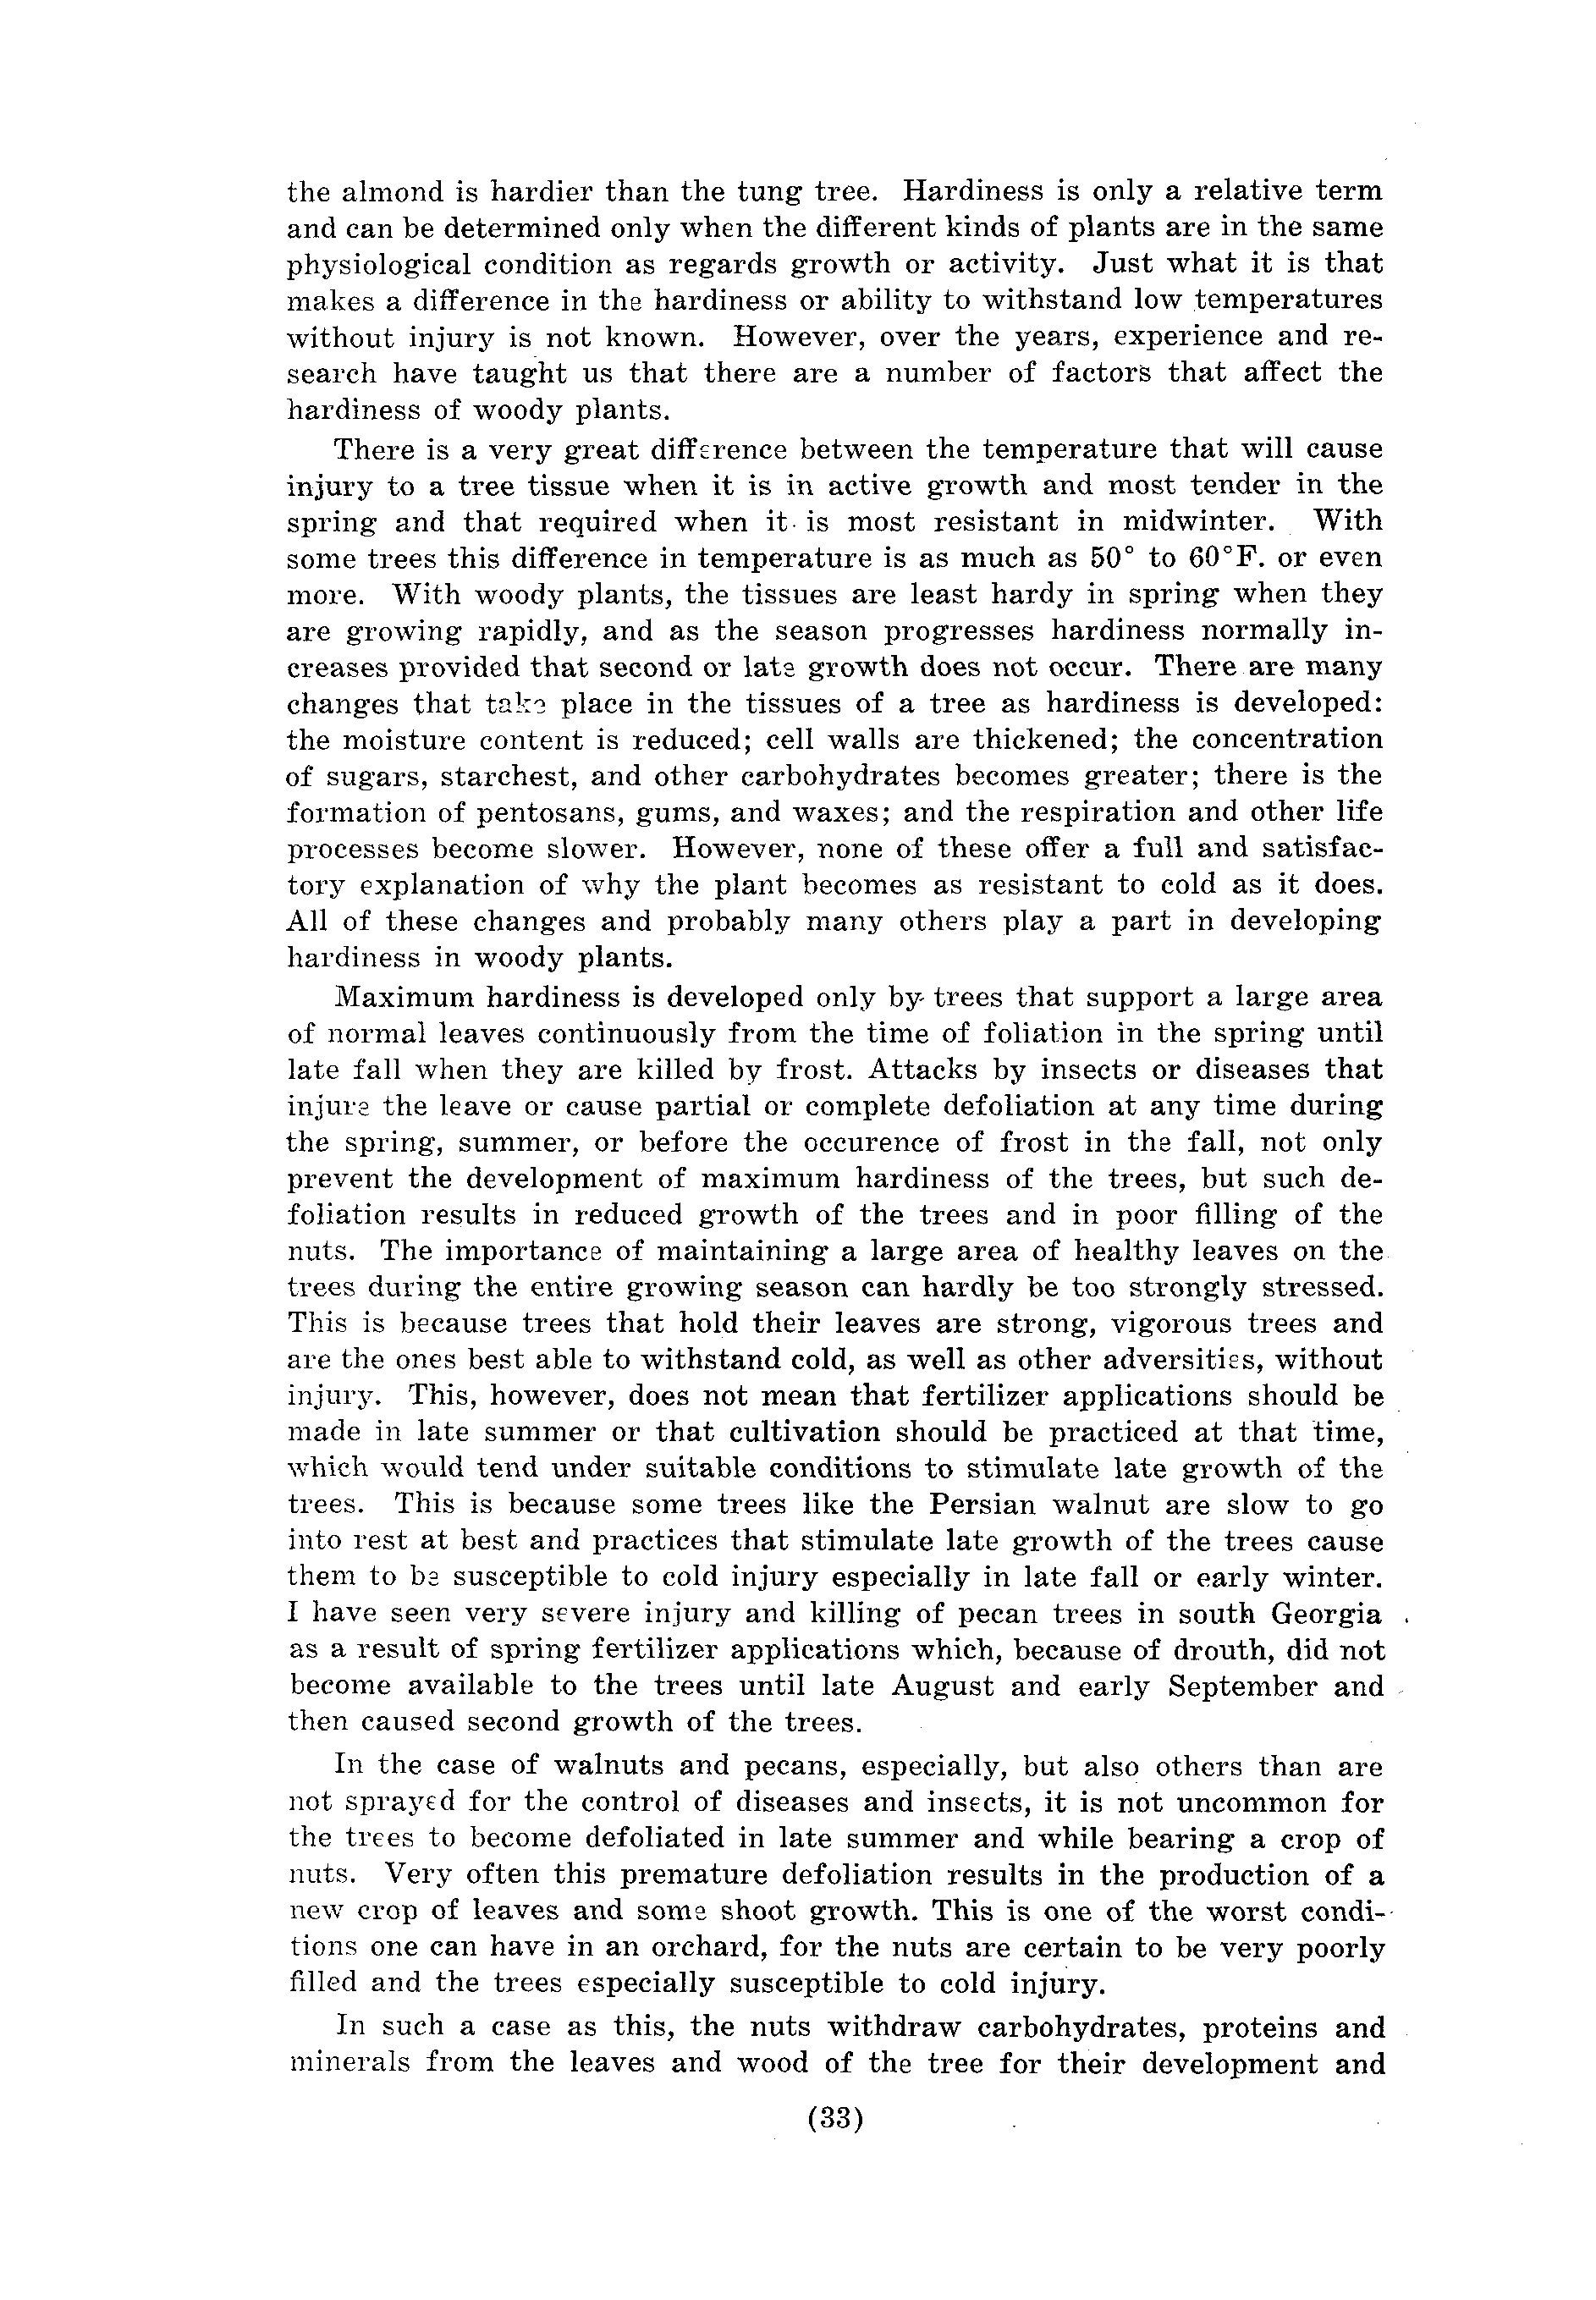 the almond is hardier than the tung tree. Hardiness is only a relative term
and can be determined only when the different kinds of plants are in the same
physiological condition as regards growth or activity. Just what it is that
makes a difference in the hardiness or ability to withstand low temperatures
without injury is not known. However, over the years, experience and re-
search have taught us that there are a number of factors that affect the
hardiness of woody plants.
There is a very great difference between the temperature that will cause
injury to a tree tissue when it is in active growth and most tender in the
spring and that required when it is most resistant in midwinter. With
some trees this difference in temperature is as much as 50° to 60°F. or even
more. With woody plants, the tissues are least hardy in spring when they
are growing rapidly, and as the season progresses hardiness normally in-
creases provided that second or late growth does not occur. There are many
changes that take place in the tissues of a tree as hardiness is developed:
the moisture content is reduced; cell walls are thickened; the concentration
of sugars, starchest, and other carbohydrates becomes greater; there is the
formation of pentosans, gums, and waxes; and the respiration and other life
processes become slower. However, none of these offer a full and satisfac-
tory explanation of why the plant becomes as resistant to cold as it does.
All of these changes and probably many others play a part in developing
hardiness in woody plants.
Maximum hardiness is developed only by trees that support a large area
of normal leaves continuously from the time of foliation in the spring until
late fall when they are killed by frost. Attacks by insects or diseases that
injure the leave or cause partial or complete defoliation at any time during
the spring, summer, or before the occurence of frost in the fall, not only
prevent the development of maximum hardiness of the trees, but such de-
foliation results in reduced growth of the trees and in poor filling of the
nuts. The importance of maintaining a large area of healthy leaves on the
trees during the entire growing season can hardly be too strongly stressed.
This is because trees that hold their leaves are strong, vigorous trees and
are the ones best able to withstand cold, as well as other adversities, without
injury. This, however, does not mean that fertilizer applications should be
made in late summer or that cultivation should be practiced at that time,
which would tend under suitable conditions to stimulate late growth of the
trees. This is because some trees like the Persian walnut are slow to go
into rest at best and practices that stimulate late growth of the trees cause
them to be susceptible to cold injury especially in late fall or early winter.
I have seen very severe injury and killing of pecan trees in south Georgia
as a result of spring fertilizer applications which, because of drouth, did not
become available to the trees until late August and early September and
then caused second growth of the trees.
In the case of walnuts and pecans, especially, but also others than are
not sprayed for the control of diseases and insects, it is not uncommon for
the trees to become defoliated in late summer and while bearing a crop of
nuts. Very often this premature defoliation results in the production of a
new crop of leaves and some shoot growth. This is one of the worst condi-
tions one can have in an orchard, for the nuts are certain to be very poorly
filled and the trees especially susceptible to cold injury.
In such a case as this, the nuts withdraw carbohydrates, proteins and
minerals from the leaves and wood of the tree for their development and
(33)